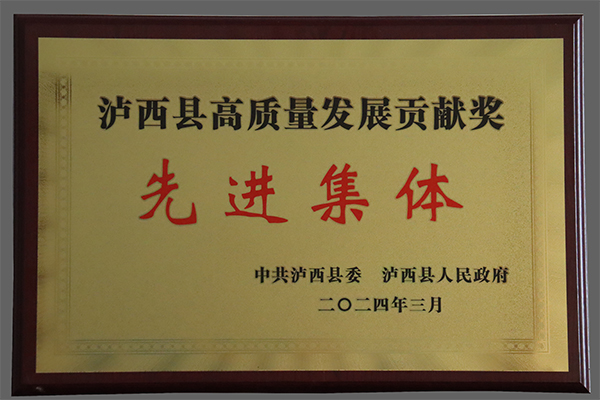 泸西县高质量发展贡献奖
先进集体
中共泸西县委 泸西县人民政府
二〇二四年三月